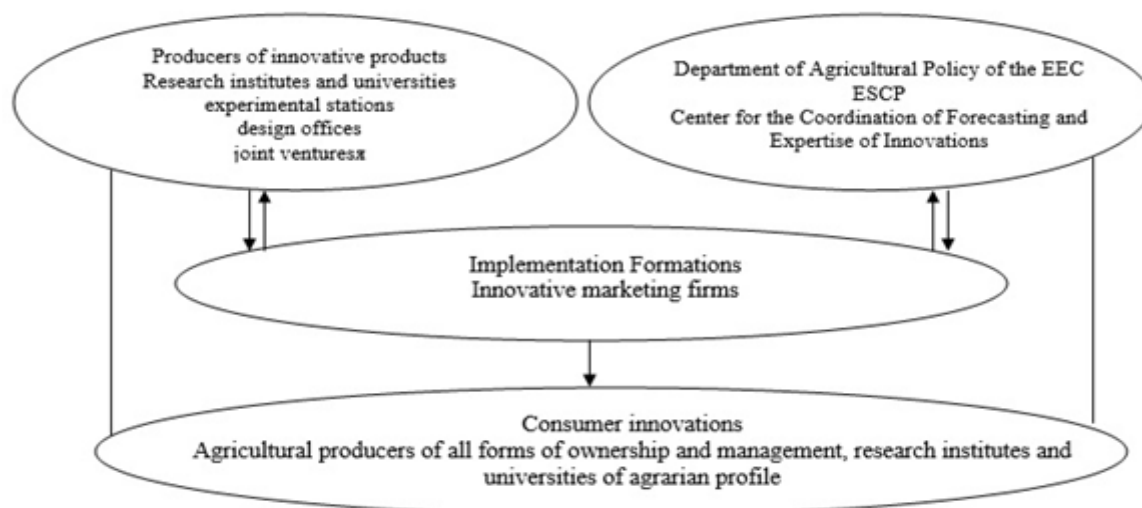 Producers of innovative products
Research institutes and universities
experimental stations
design offices
joint venturesя
Department of Agricultural Policy of the EEC
ESCP
Center for the Coordination of Forecasting and
Expertise of Innovations
Implementation Formations
Innovative marketing firms
Consumer innovations
Agricultural producers of all forms of ownership and management, research institutes and
universities of agrarian profile